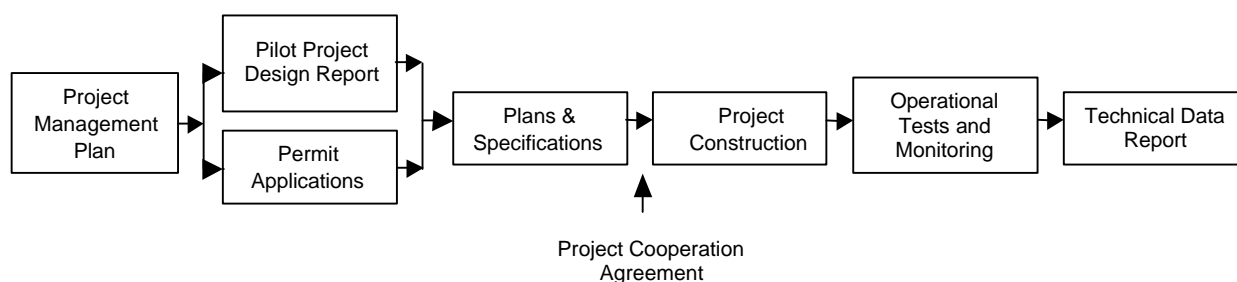 Project
Management
Plan
Pilot Project
Design Report
Permit
Applications
Plans &
Specifications
Project
Construction
Operational
Tests and
Monitoring
Technical Data
Report
Project Cooperation
Agreement